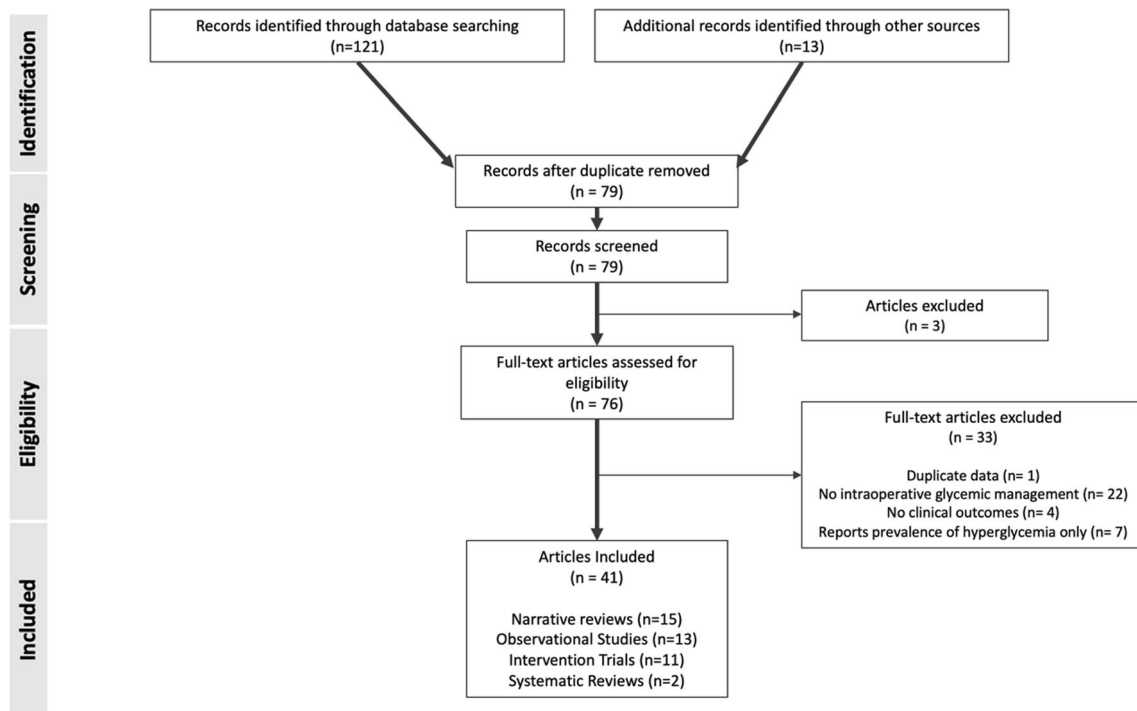 Identification
Records identified through database searching
(n=121)
Additional records identified through other sources
(n=13)
Records after duplicate removed
(n = 79)
Screening
Records screened
(n = 79)
Articles excluded
(n = 3)
Eligibility
Full-text articles assessed for
eligibility
(n = 76)
Full-text articles excluded
(n = 33)
Duplicate data (n= 1)
No intraoperative glycemic management (n= 22)
No clinical outcomes (n= 4)
Reports prevalence of hyperglycemia only (n= 7)
Included
Articles Included
(n = 41)
Narrative reviews (n=15)
Observational Studies (n=13)
Intervention Trials (n=11)
Systematic Reviews (n=2)